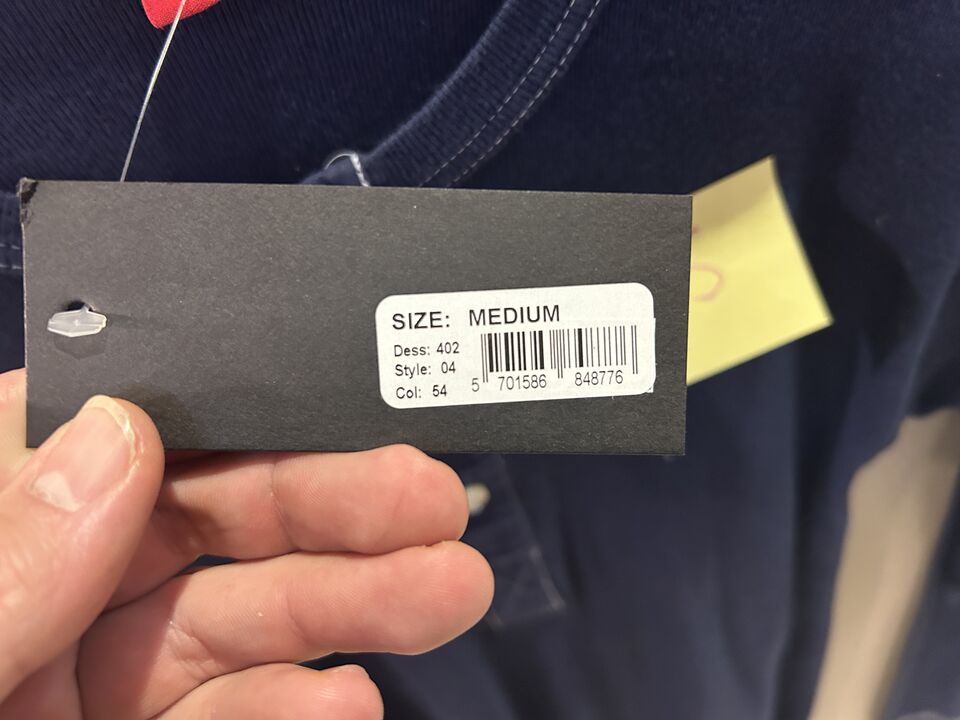 SIZE: MEDIUM
Dess: 402
Style: 04
Col: 54
5 701586 848776